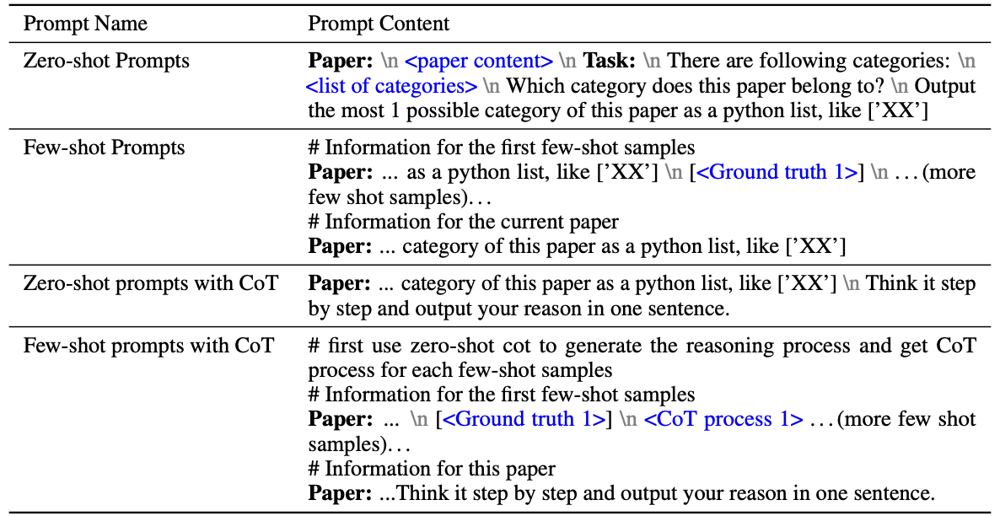 Prompt Name Prompt Content
Zero-shot Prompts Paper: \n <paper content> \n Task: \n There are following categories: \n
<list of categories> \n Which category does this paper belong to? \n Output
the most 1 possible category of this paper as a python list, like [’XX’]
Few-shot Prompts # Information for the first few-shot samples
Paper: ... as a python list, like [’XX’] \n [<Ground truth 1>] \n ...(more
few shot samples)...
# Information for the current paper
Paper: ... category of this paper as a python list, like [’XX’]
Zero-shot prompts with CoT Paper: ... category of this paper as a python list, like [’XX’] \n Think it step
by step and output your reason in one sentence.
Few-shot prompts with CoT # first use zero-shot cot to generate the reasoning process and get CoT
process for each few-shot samples
# Information for the first few-shot samples
Paper: ... \n [<Ground truth 1>] \n <CoT process 1> ...(more few shot
samples)...
# Information for this paper
Paper: ...Think it step by step and output your reason in one sentence.